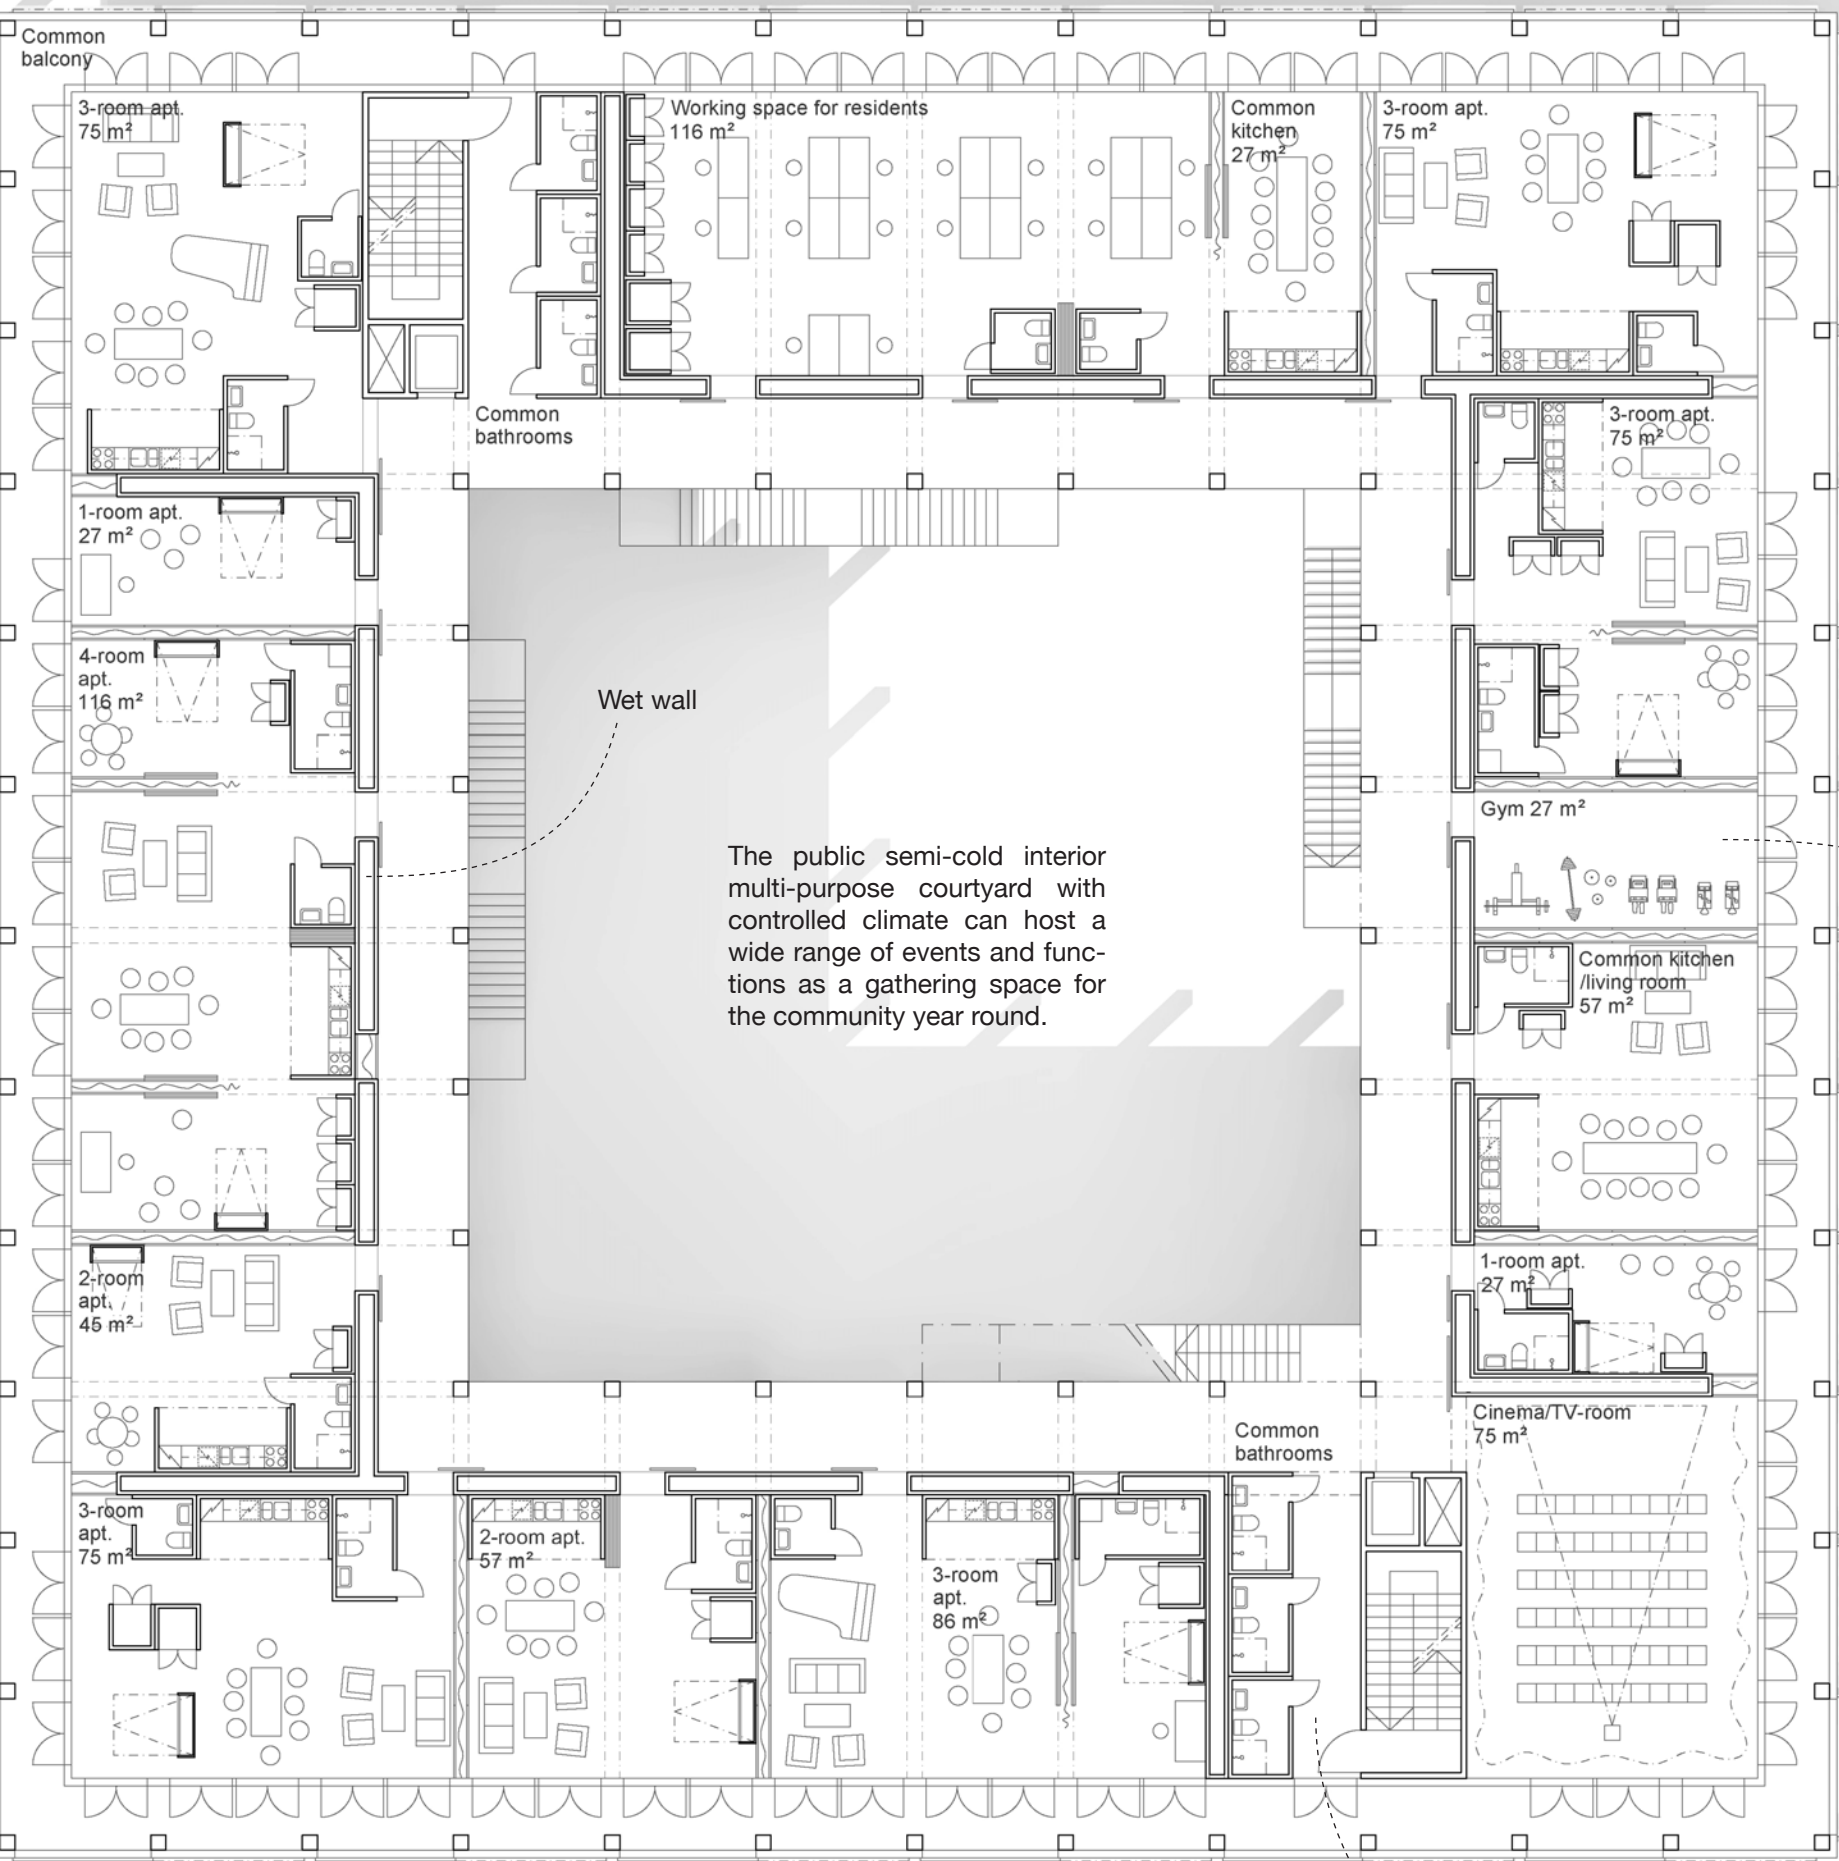 Common
balcony
3-room apt.
75 m²
Working space for residents
116 m²
Common
kitchen
27 m²
3-room apt.
75 m²
Common
bathrooms
3-room apt.
75 m²
1-room apt.
27 m²
4-room
apt.
116 m²
Wet wall
Gym 27 m²
The public semi-cold interior
multi-purpose courtyard with
controlled climate can host a
wide range of events and func-
tions as a gathering space for
the community year round.
Common kitchen
/living room
57 m²
2-room
apt.
45 m²
1-room apt.
27 m²
Common
bathrooms
Cinema/TV-room
75 m²
3-room
apt.
75 m²
2-room apt.
57 m²
3-room
apt.
86 m²